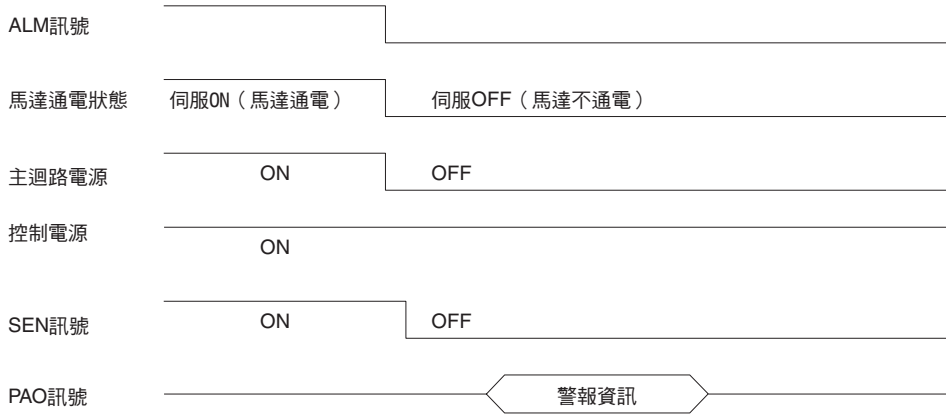 ALM訊號
馬達通電狀態 伺服ON（馬達通電） 伺服OFF（馬達不通電）
主迴路電源 ON OFF
控制電源
ON
SEN訊號 ON OFF
PAO訊號 警報資訊